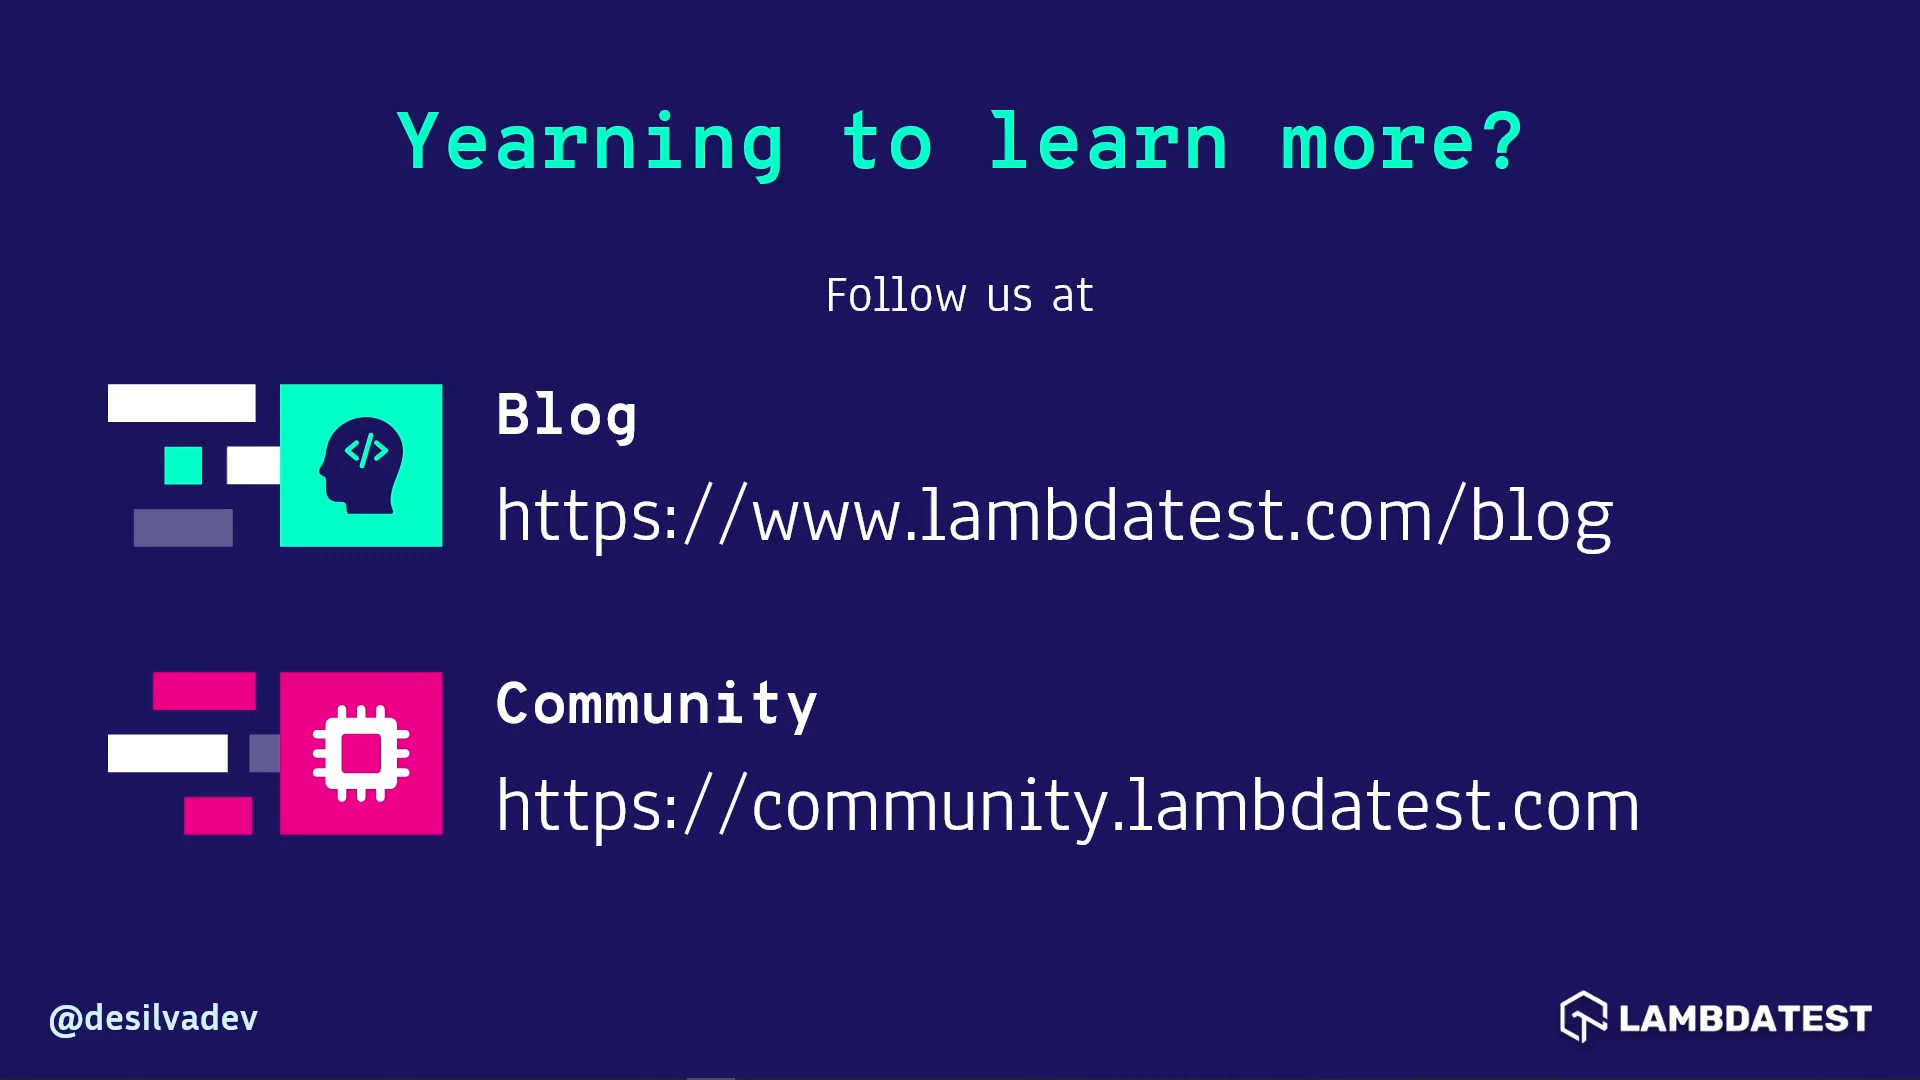 Yearning to learn more?
Follow us at
Blog
https://www.lambdatest.com/blog
Community
https://community.lambdatest.com
@desilvadev
LAMBDATEST